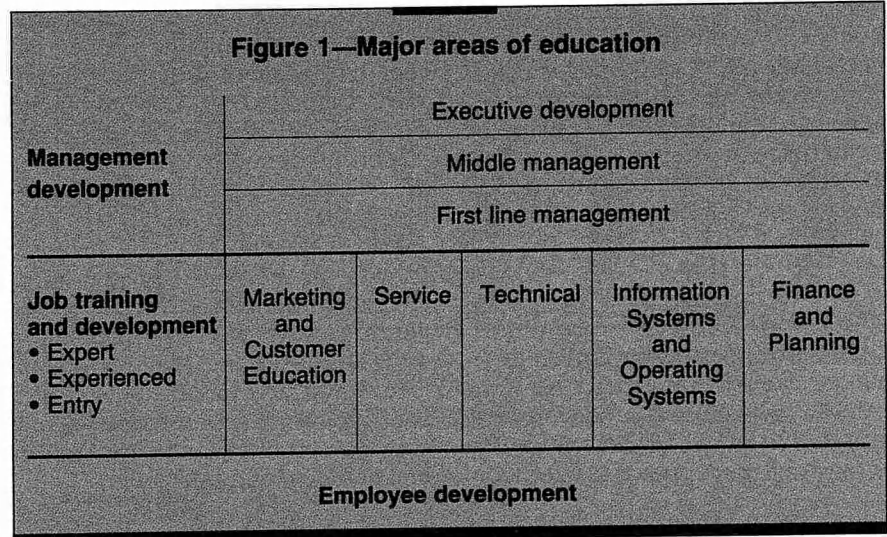 Figure 1—Major areas of education
Management
development
Executive development
Middle management
First line management
Job training
and development
• Expert
• Experienced
• Entry
Marketing
and
Customer
Education
Service
Technical
Information
Systems
and
Operating
Systems
Finance
and
Planning
Employee development